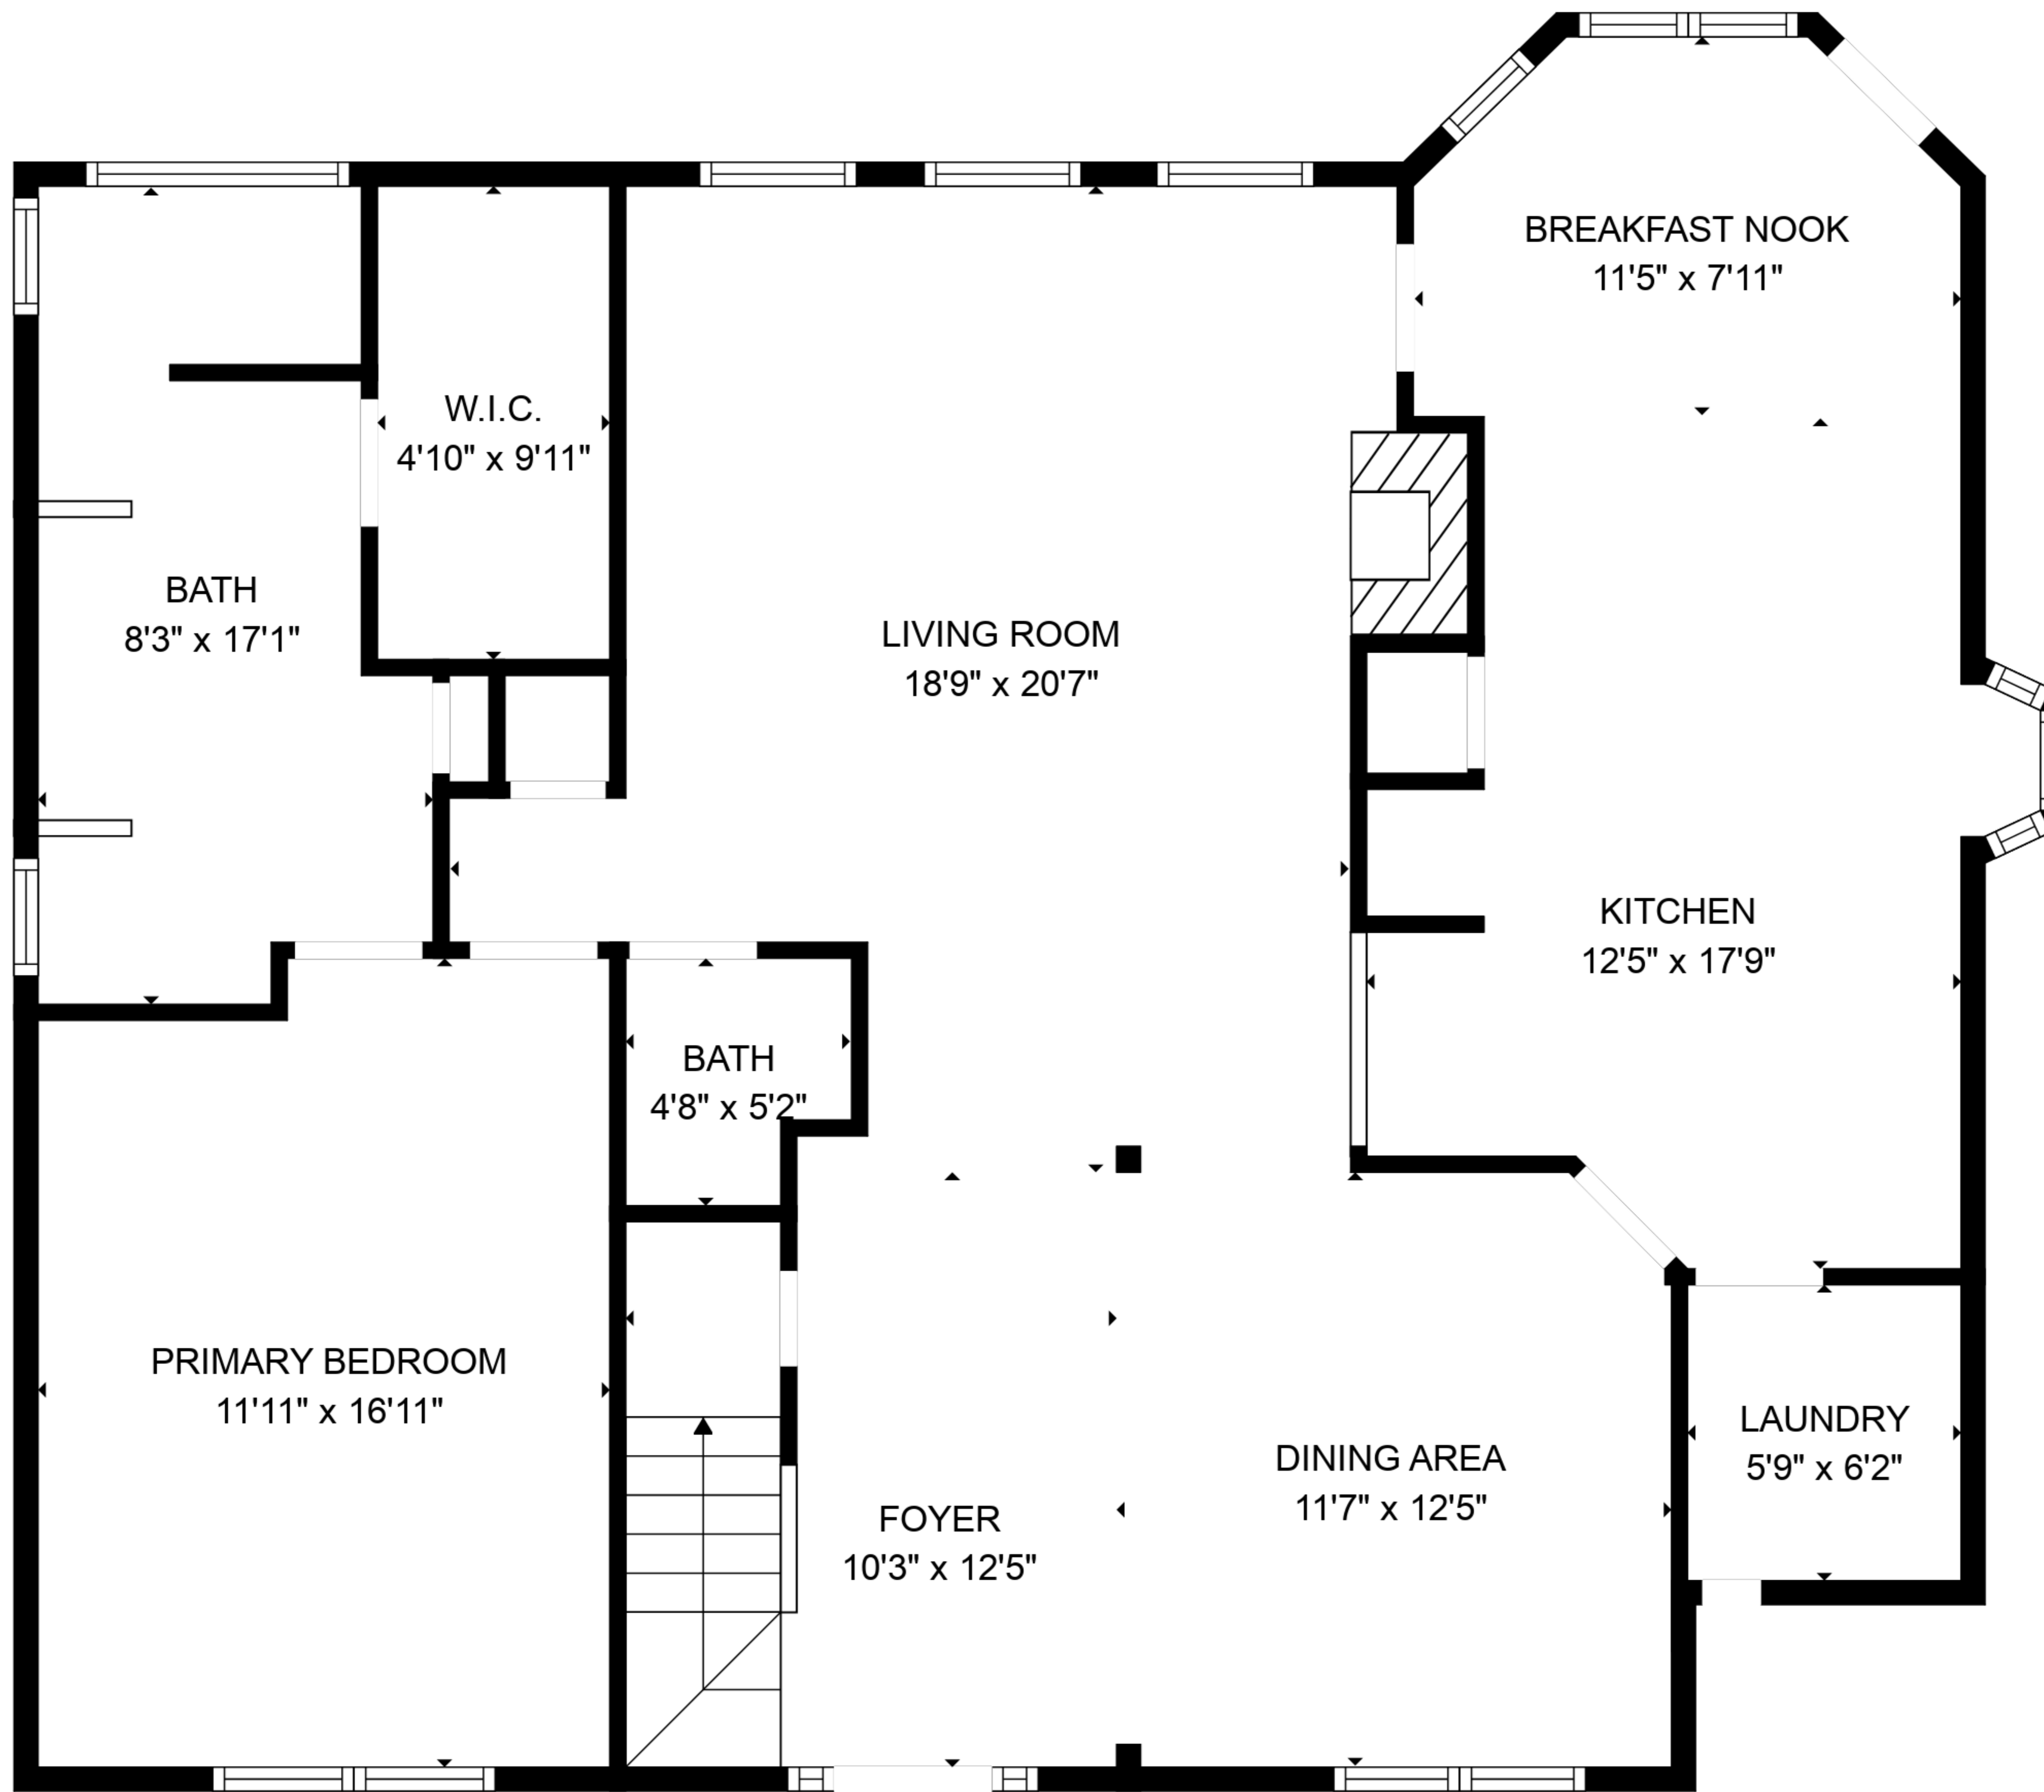 BREAKFAST NOOK
11'5" x 7'11"
W.I.C.
4'10" x 9'11"
BATH
8'3" x 17'1"
LIVING ROOM
18'9" x 20'7"
KITCHEN
12'5" x 17'9"
BATH
4'8" x 5'2"
PRIMARY BEDROOM
11'11" x 16'11"
LAUNDRY
5'9" x 6'2"
DINING AREA
11'7" x 12'5"
FOYER
10'3" x 12'5"